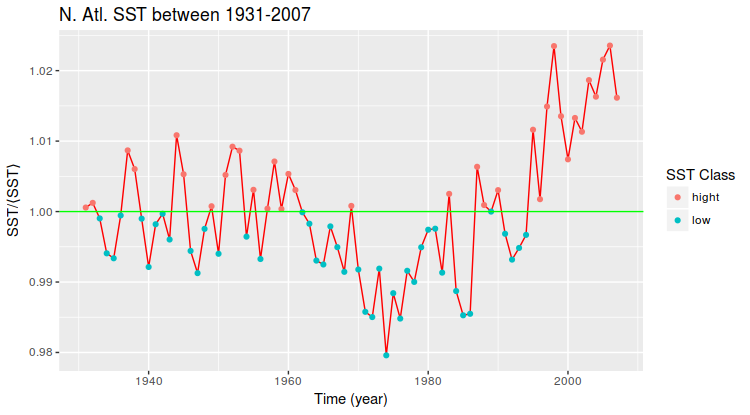 N. Atl. SST between 1931-2007
SST/⟨SST⟩
1.02
1.01
1.00
0.99
0.98
1940
1960
1980
2000
Time (year)
SST Class
hight
low